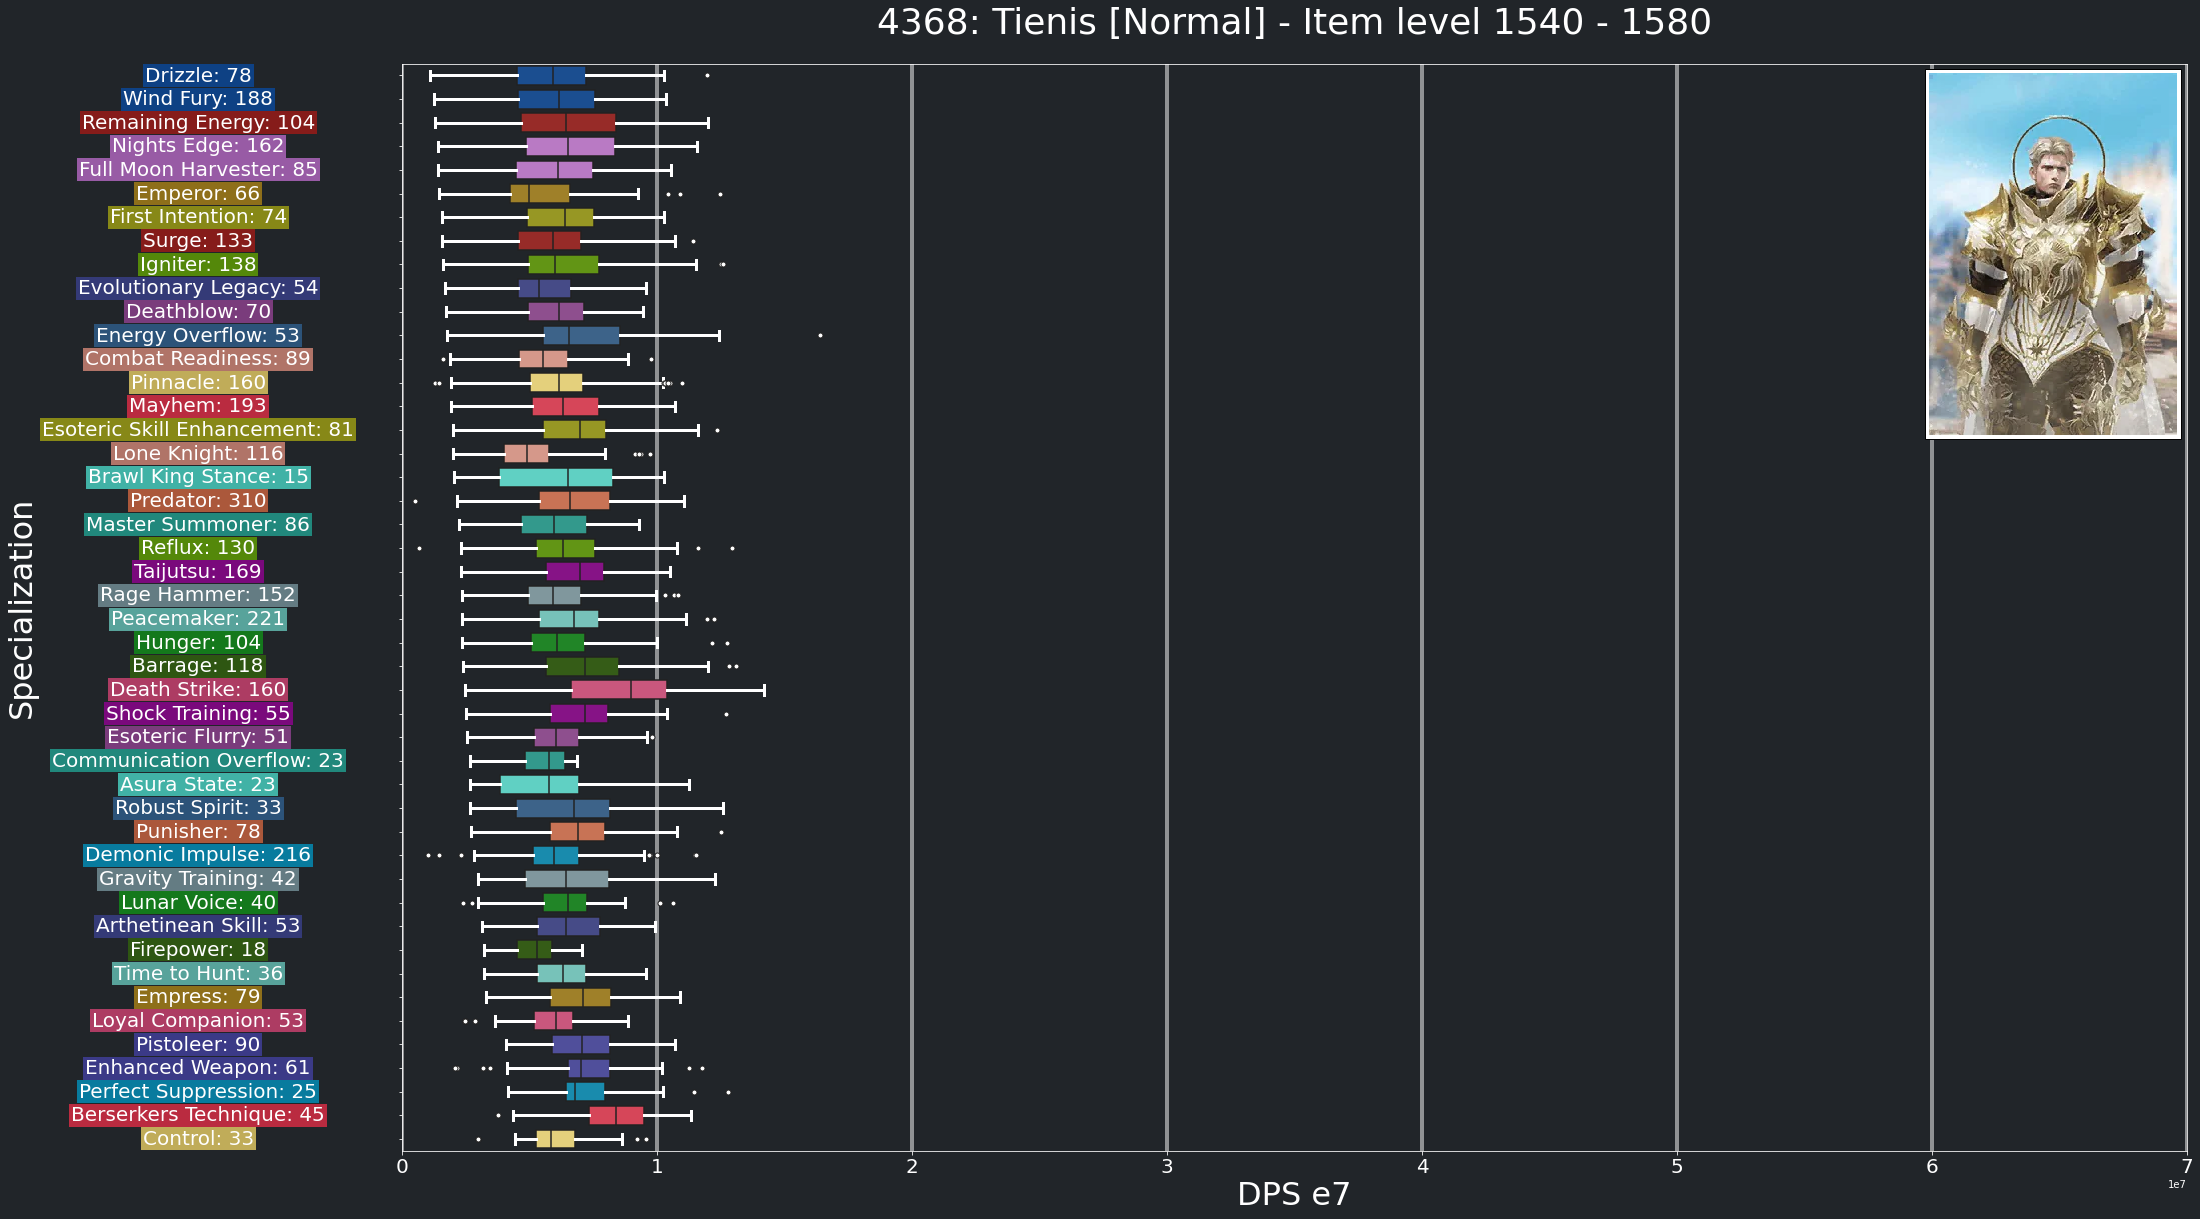 4368: Tienis [Normal] - Item level 1540 - 1580
Specialization
Drizzle: 78
Wind Fury: 188
Remaining Energy: 104
Nights Edge: 162
Full Moon Harvester: 85
Emperor: 66
First Intention: 74
Surge: 133
Igniter: 138
Evolutionary Legacy: 54
Deathblow: 70
Energy Overflow: 53
Combat Readiness: 89
Pinnacle: 160
Mayhem: 193
Esoteric Skill Enhancement: 81
Lone Knight: 116
Brawl King Stance: 15
Predator: 310
Master Summoner: 86
Reflux: 130
Taijutsu: 169
Rage Hammer: 152
Peacemaker: 221
Hunger: 104
Barrage: 118
Death Strike: 160
Shock Training: 55
Esoteric Flurry: 51
Communication Overflow: 23
Asura State: 23
Robust Spirit: 33
Punisher: 78
Demonic Impulse: 216
Gravity Training: 42
Lunar Voice: 40
Arthetinean Skill: 53
Firepower: 18
Time to Hunt: 36
Empress: 79
Loyal Companion: 53
Pistoleer: 90
Enhanced Weapon: 61
Perfect Suppression: 25
Berserkers Technique: 45
Control: 33
0 1 2 3 4 5 6 7
1e7
DPS e7